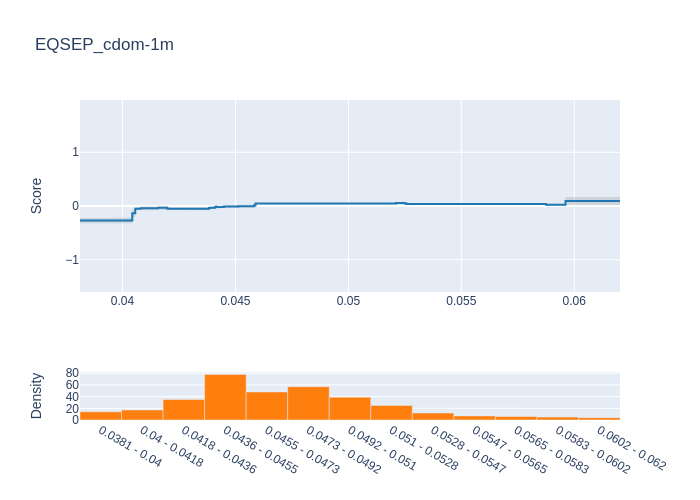 EQSEP_cdom-1m
Score
1
0
−1
0.04 0.045 0.05 0.055 0.06
Density
80
60
40
20
0
0.0381 - 0.04
0.04 - 0.0418
0.0418 - 0.0436
0.0436 - 0.0455
0.0455 - 0.0473
0.0473 - 0.0492
0.0492 - 0.051
0.051 - 0.0528
0.0528 - 0.0547
0.0547 - 0.0565
0.0565 - 0.0583
0.0583 - 0.0602
0.0602 - 0.062